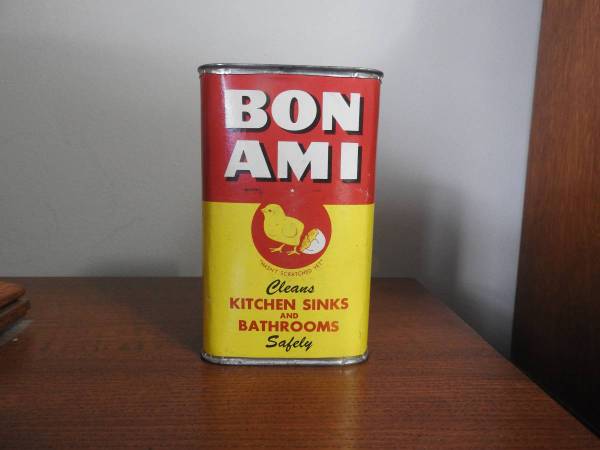 BON
AMI
"HASN'T SCRATCHED YET"
Cleans
KITCHEN SINKS
AND
BATHROOMS
Safely